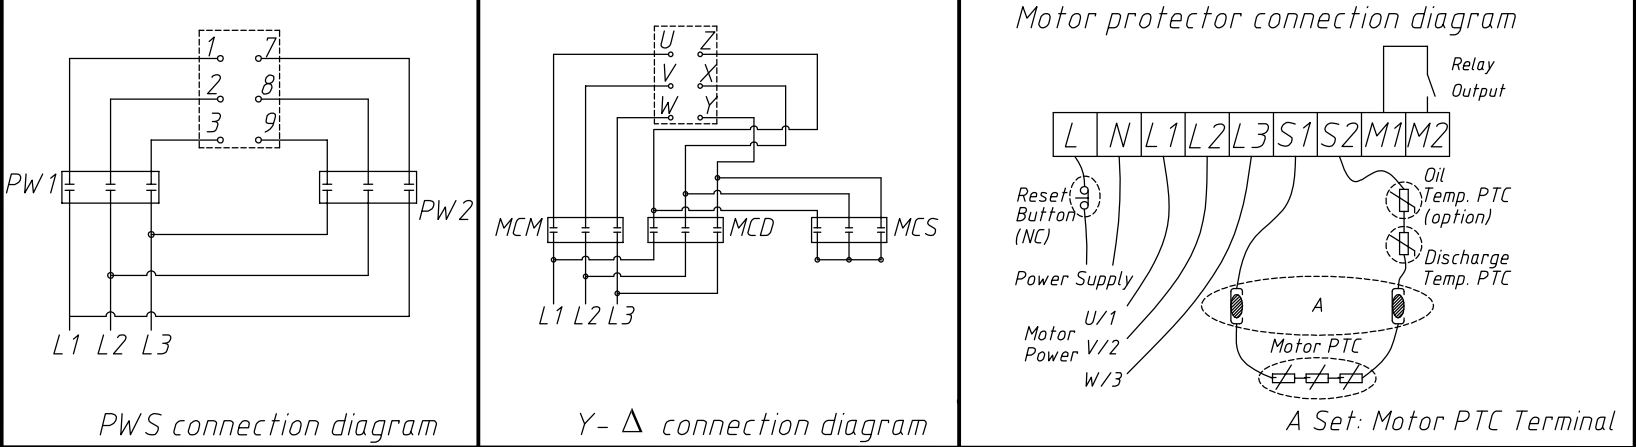 1 7
2 8
3 9
PW1
PW2
L1 L2 L3
PWS connection diagram
U Z
V X
W Y
MCM
MCD
MCS
L1 L2 L3
Y-Δ connection diagram
Motor protector connection diagram
Relay
Output
L N L1 L2 L3 S1 S2 M1 M2
Reset
Button
(NC)
Oil
Temp. PTC
(option)
Discharge
Temp. PTC
Power Supply
A
Motor
Power
U/1
V/2
W/3
Motor PTC
A Set: Motor PTC Terminal